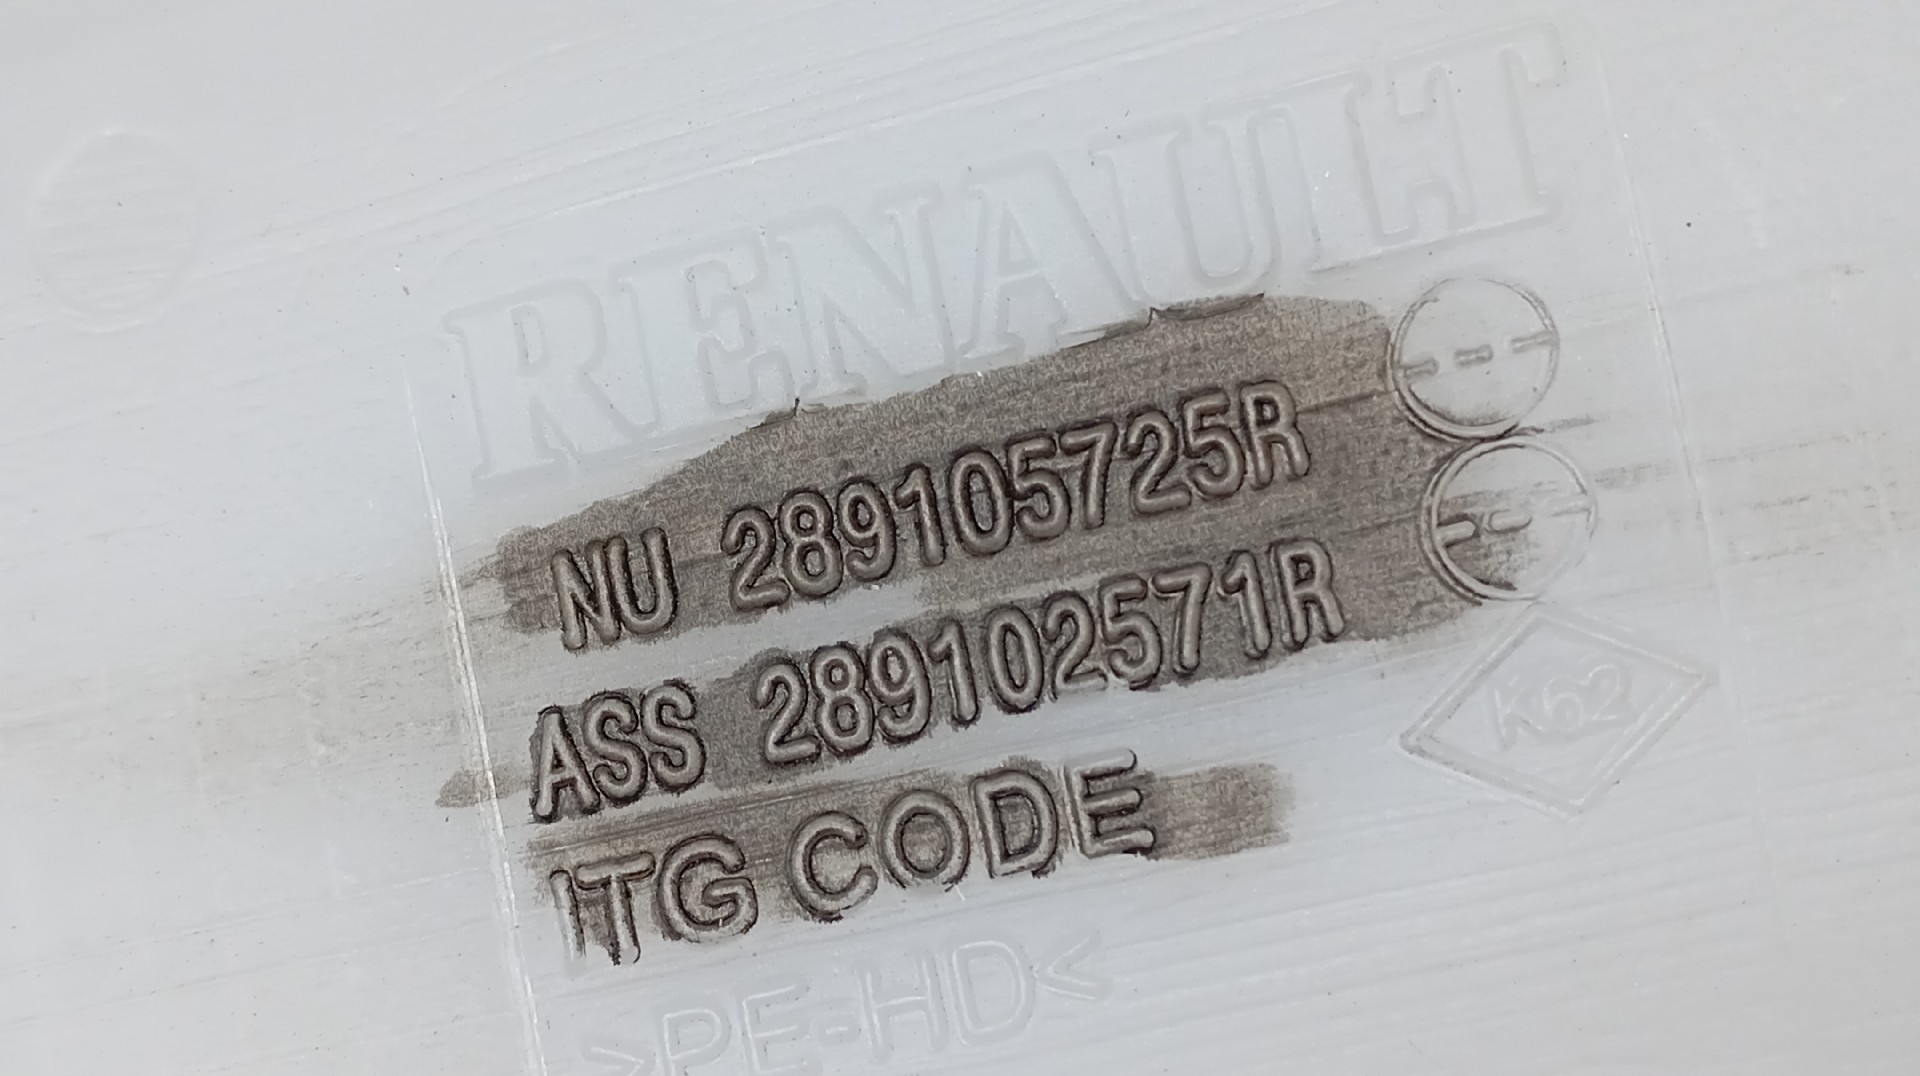 RENAULT
NU 289105725R
ASS 289102571R
K62
ITG CODE
>PE-HD<